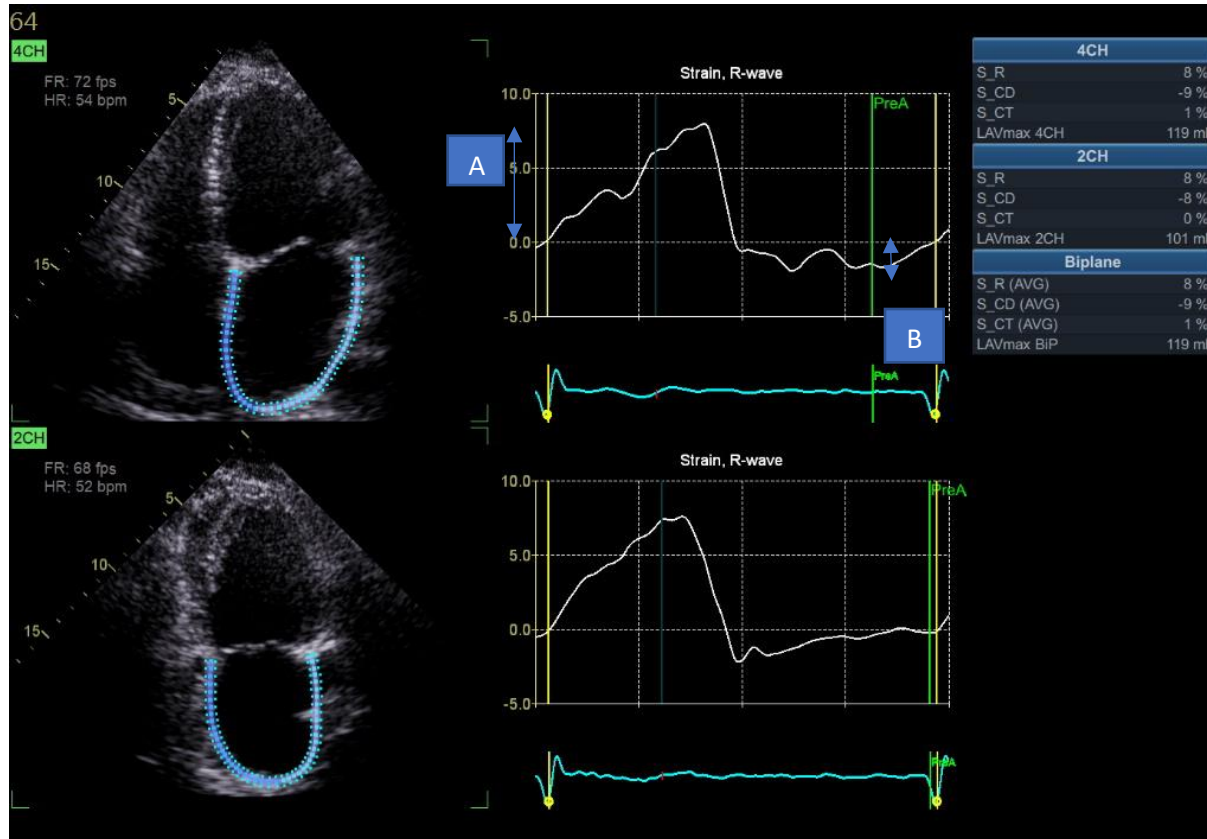 64
4CH
FR: 72 fps
HR: 54 bpm
5
10
15
Strain, R-wave
10.0
5.0
0.0
-5.0
PreA
A
B
PreA
4CH
S_R 8 %
S_CD -9 %
S_CT 1 %
LAVmax 4CH 119 ml
2CH
S_R 8 %
S_CD -8 %
S_CT 0 %
LAVmax 2CH 101 ml
Biplane
S_R (AVG) 8 %
S_CD (AVG) -9 %
S_CT (AVG) 1 %
LAVmax BiP 119 ml
2CH
FR: 68 fps
HR: 52 bpm
5
10
15
Strain, R-wave
10.0
5.0
0.0
-5.0
PreA
PreA